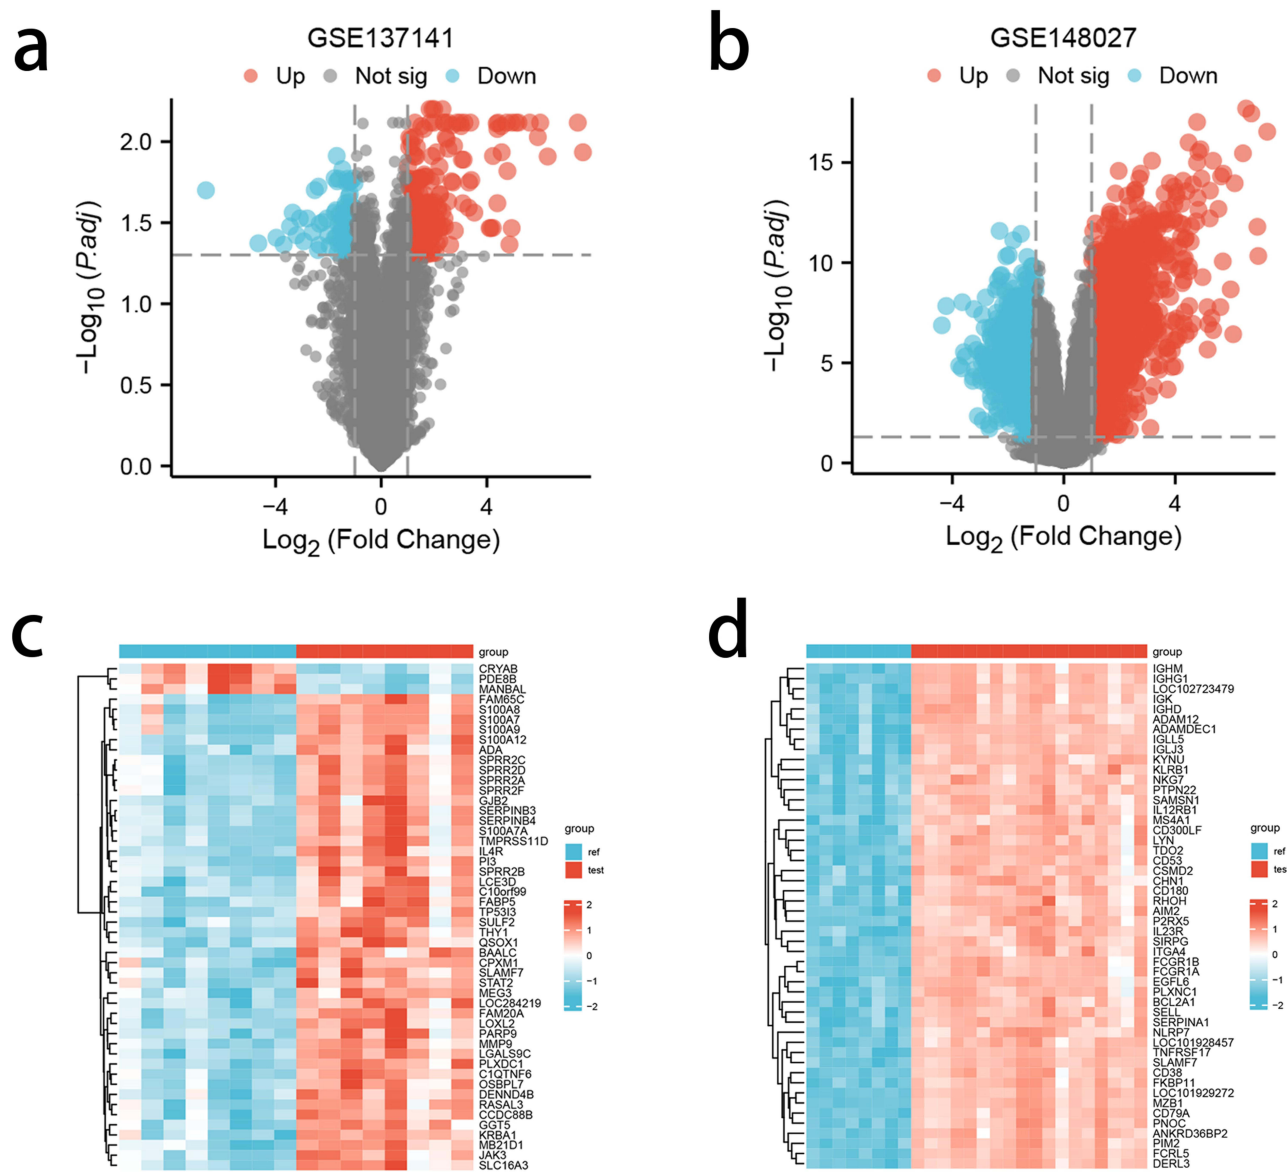 a
GSE137141
Up Not sig Down
2.0
1.5
1.0
0.5
0.0
−Log10 (P.adj)
−4 0 4
Log2 (Fold Change)
b
GSE148027
Up Not sig Down
15
10
5
0
−Log10 (P.adj)
−4 0 4
Log2 (Fold Change)
c
group
CRYAB
PDE8B
MANBAL
FAM65C
S100A8
S100A7
S100A9
S100A12
ADA
SPRR2C
SPRR2D
SPRR2A
SPRR2F
GJB2
SERPINB3
SERPINB4
S100A7A
TMPRSS11D
IL4R
PI3
SPRR2B
LCE3D
C10orf99
FABP5
TP53I3
SULF2
THY1
QSOX1
BAALC
CPXM1
SLAMF7
STAT2
MEG3
LOC284219
FAM20A
LOXL2
PARP9
MMP9
LGALS9C
PLXDC1
C1QTNF6
OSBPL7
DENND4B
RASAL3
CCDC88B
GGT5
KRBA1
MB21D1
JAK3
SLC16A3
group
ref
test
2
1
0
−1
−2
d
group
IGHM
IGHG1
LOC102723479
IGK
IGHD
ADAM12
ADAMDEC1
IGLL5
IGLJ3
KYNU
KLRB1
NKG7
PTPN22
SAMSN1
IL12RB1
MS4A1
CD300LF
LYN
TDO2
CD53
CSMD2
CHN1
CD180
RHOH
AIM2
P2RX5
IL23R
SIRPG
ITGA4
FCGR1B
FCGR1A
EGFL6
PLXNC1
BCL2A1
SELL
SERPINA1
NLRP7
LOC101928457
TNFRSF17
SLAMF7
CD38
FKBP11
LOC101929272
MZB1
CD79A
PNOC
ANKRD36BP2
PIM2
FCRL5
DERL3
group
ref
tes
2
1
0
−1
−2